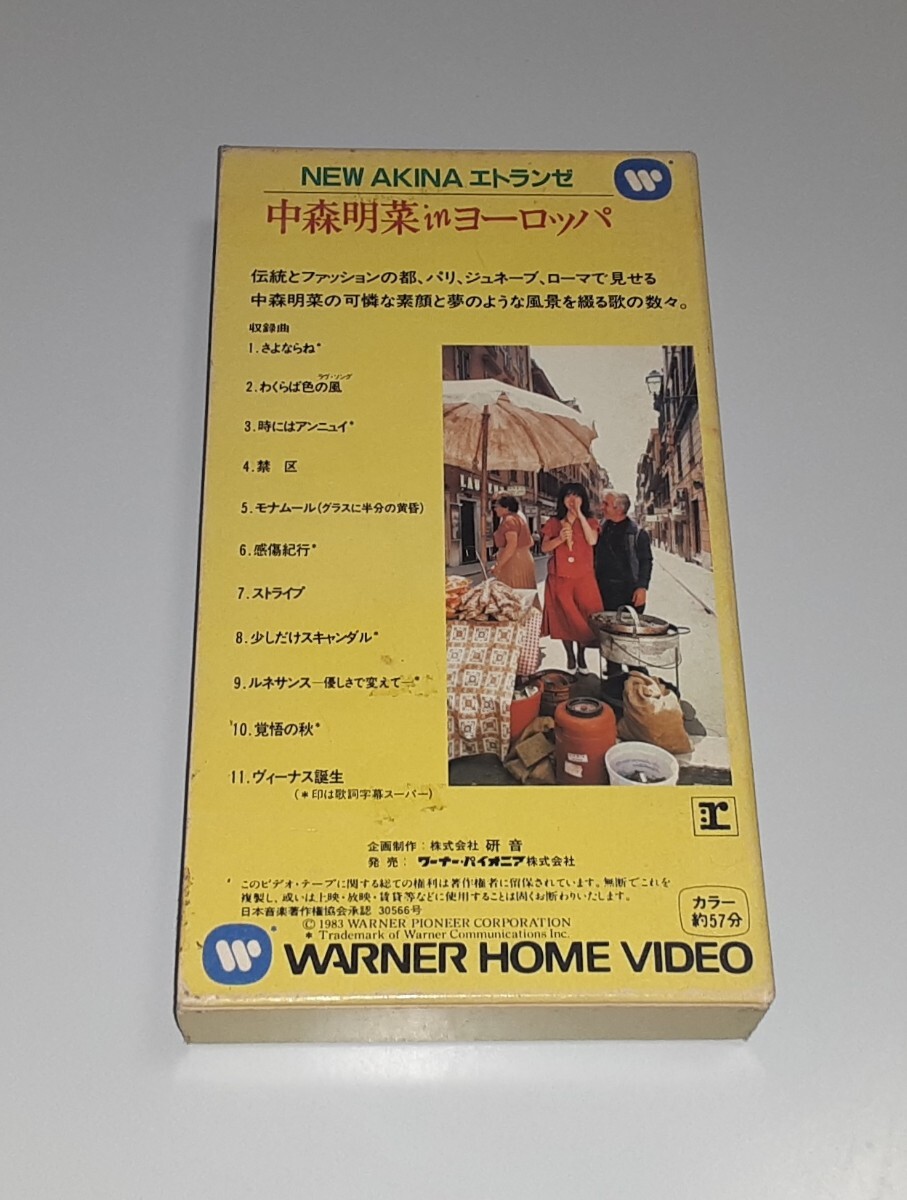 NEW AKINA エトランゼ
中森明菜inヨーロッパ
伝統とファッションの都、パリ、ジュネーブ、ローマで見せる
中森明菜の可憐な素顔と夢のような風景を綴る歌の数々。
収録曲
1.さよならね*
ラヴ・ソング
2.わくらば色の風
3.時にはアンニュイ*
4.禁 区
5.モナムール(グラスに半分の黄昏)
6.感傷紀行*
7.ストライプ
8.少しだけスキャンダル*
9.ルネサンス—優しさで変えて—*
10.覚悟の秋*
11.ヴィーナス誕生
(*印は歌詞字幕スーパー)
企画制作:株式会社 研 音
発 売: ワーナー・パイオニア株式会社
このビデオ・テープに関する総ての権利は著作権者に留保されています。無断でこれを
複製し、或いは上映・放映・賃貸等などに使用することは固くお断わりいたします。
日本音楽著作権協会承認 30566号
カラー
約57分
© 1983 WARNER PIONEER CORPORATION
* Trademark of Warner Communications Inc.
WARNER HOME VIDEO